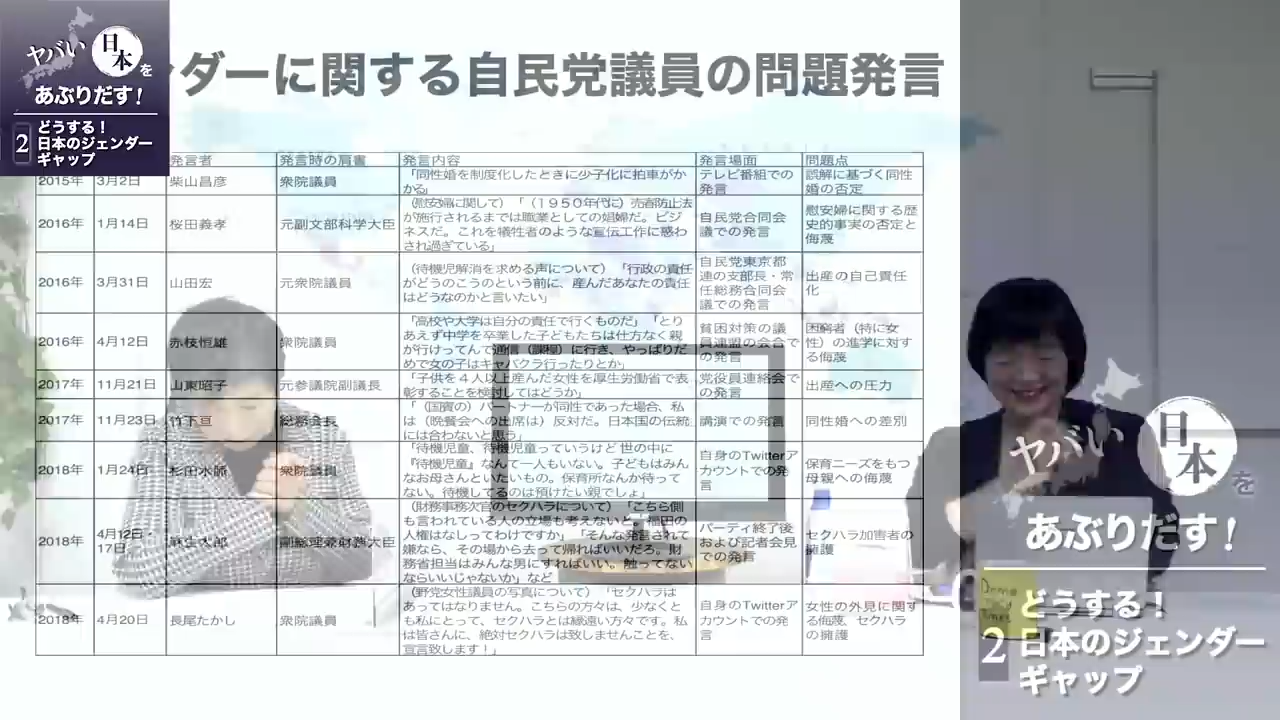 ヤバい日本を
あぶりだす！
2
どうする！
日本のジェンダー
ギャップ
ダーに関する自民党議員の問題発言
発言者
発言時の肩書
発言内容
発言場面
問題点
2015年
3月2日
柴山昌彦
衆院議員
「同性婚を制度化したときに少子化に拍車がか
かる」
テレビ番組での
発言
誤解に基づく同性
婚の否定
2016年
1月14日
桜田義孝
元副文部科学大臣
（慰安婦に関して）「（１９５０年代に）売春防止法
が施行されるまでは職業としての娼婦だ。ビジ
ネスだ。これを犠牲者のような宣伝工作に惑わ
され過ぎている」
自民党合同会
議での発言
慰安婦に関する歴
史的事実の否定と
侮蔑
2016年
3月31日
山田宏
元衆院議員
（待機児解消を求める声について）「行政の責任
がどうのこうのという前に、産んだあなたの責任
はどうなのかと言いたい」
自民党東京都
連の支部長・常
任総務合同会
議での発言
出産の自己責任
化
2016年
4月12日
赤枝恒雄
衆院議員
「高校や大学は自分の責任で行くものだ」「とり
あえず中学を卒業した子どもたちは仕方なく親
が行けってんで通信（課程）に行き、やっぱりだ
めで女の子はキャバクラ行ったりとか」
貧困対策の議
員連盟の会合で
の発言
困窮者（特に女
性）の進学に対す
る侮蔑
2017年
11月21日
山東昭子
元参議院副議長
「子供を４人以上産んだ女性を厚生労働省で表
彰することを検討してはどうか」
党役員連絡会で
の発言
出産への圧力
2017年
11月23日
竹下亘
総務会長
「（国賓の）パートナーが同性であった場合、私
は（晩餐会への出席は）反対だ。日本国の伝統
には合わないと思う」
講演での発言
同性婚への差別
2018年
1月24日
杉田水脈
衆院議員
「待機児童、待機児童っていうけど世の中に
『待機児童』なんて一人もいない。子どもはみん
なお母さんといたいもの。保育所なんか待って
ない。待機してるのは預けたい親でしょ」
自身のTwitterア
カウントでの発
言
保育ニーズをもつ
母親への侮蔑
2018年
4月12日・
17日
麻生太郎
副総理兼財務大臣
（財務事務次官のセクハラについて）「こちら側
も言われている人の立場も考えないと。福田の
人権はなしってわけですか」「そんな発言されて
嫌なら、その場から去って帰ればいいだろ。財
務省担当はみんな男にすればいい。触ってない
ならいいじゃないか」など
パーティ終了後
および記者会見
での発言
セクハラ加害者の
擁護
2018年
4月20日
長尾たかし
衆院議員
（野党女性議員の写真について）「セクハラは
あってはなりません。こちらの方々は、少なくと
も私にとって、セクハラとは縁遠い方々です。私
は皆さんに、絶対セクハラは致しませんことを、
宣言致します！」
自身のTwitterア
カウントでの発
言
女性の外見に関す
る侮蔑、セクハラ
の擁護
ヤバい日本を
あぶりだす！
2
どうする！
日本のジェンダー
ギャップ